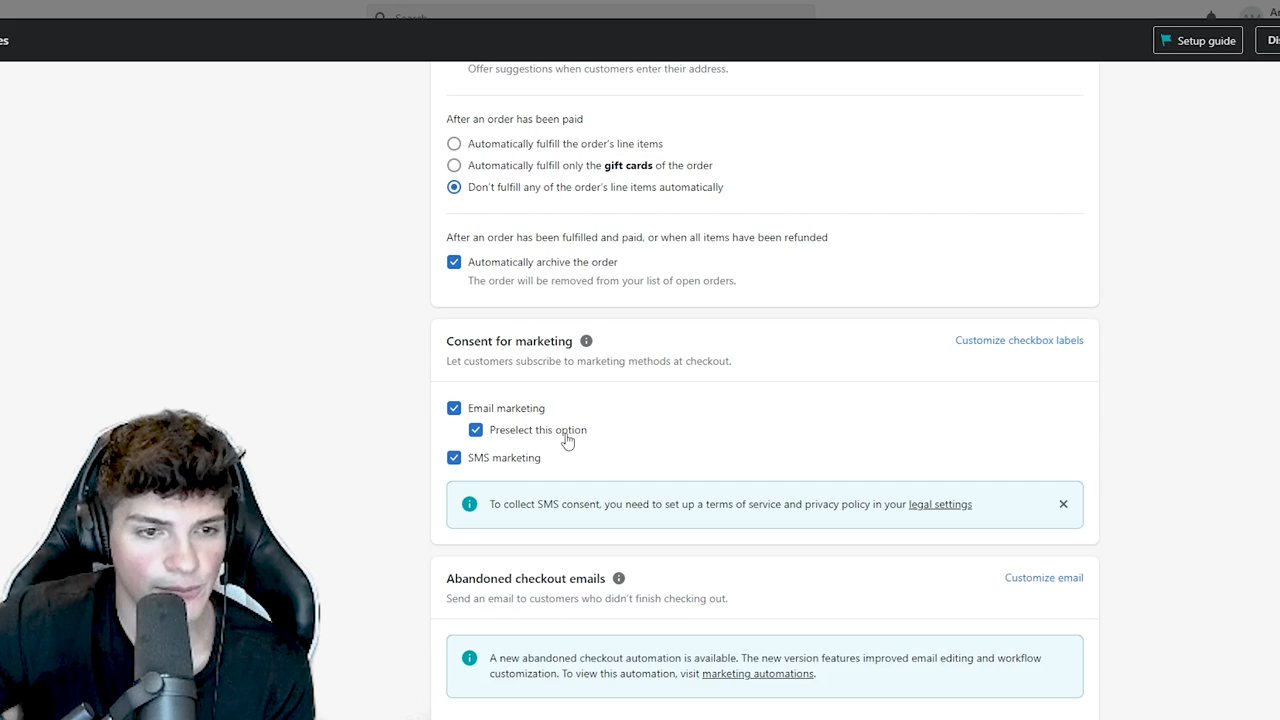 Search
AM
es
Setup guide
Offer suggestions when customers enter their address.
After an order has been paid
Automatically fulfill the order's line items
Automatically fulfill only the gift cards of the order
Don't fulfill any of the order's line items automatically
After an order has been fulfilled and paid, or when all items have been refunded
Automatically archive the order
The order will be removed from your list of open orders.
Consent for marketing
Customize checkbox labels
Let customers subscribe to marketing methods at checkout.
Email marketing
Preselect this option
SMS marketing
To collect SMS consent, you need to set up a terms of service and privacy policy in your legal settings
Abandoned checkout emails
Customize email
Send an email to customers who didn't finish checking out.
A new abandoned checkout automation is available. The new version features improved email editing and workflow
customization. To view this automation, visit marketing automations.